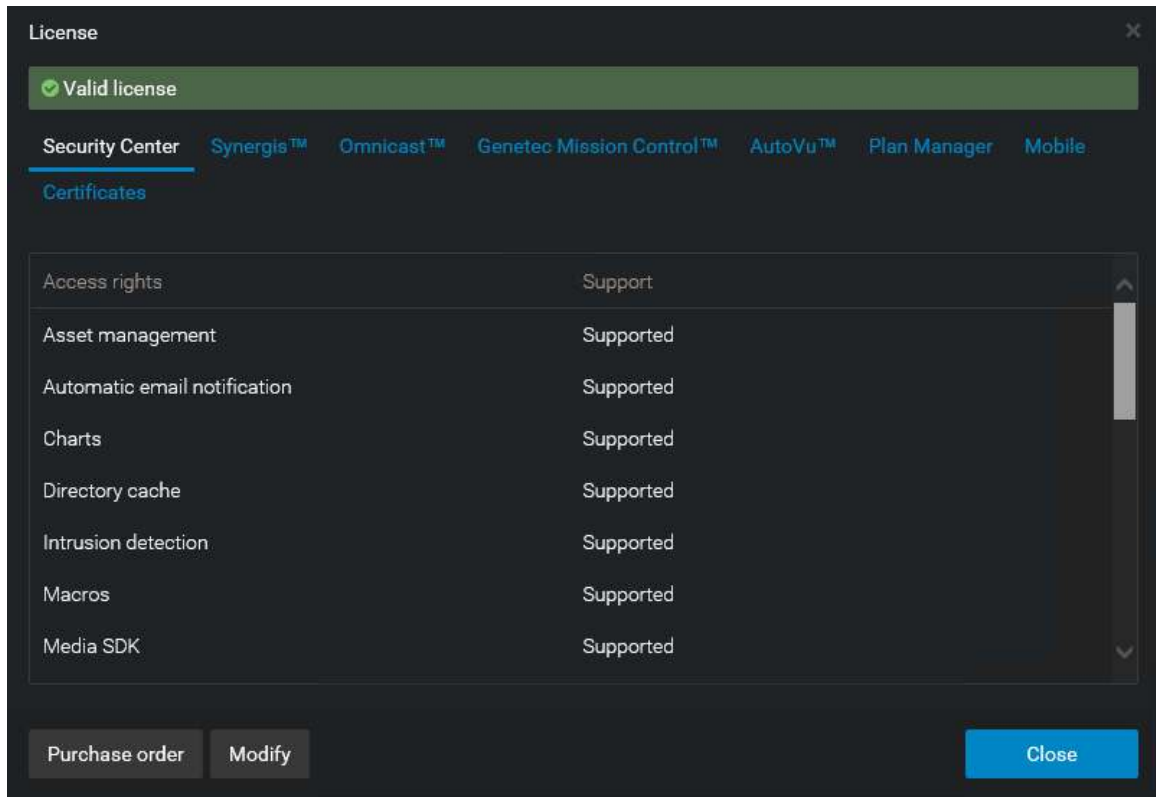 License
Valid license
Security Center Synergis™ Omnicast™ Genetec Mission Control™ AutoVu™ Plan Manager Mobile
Certificates
Access rights Support
Asset management Supported
Automatic email notification Supported
Charts Supported
Directory cache Supported
Intrusion detection Supported
Macros Supported
Media SDK Supported
Purchase order Modify Close